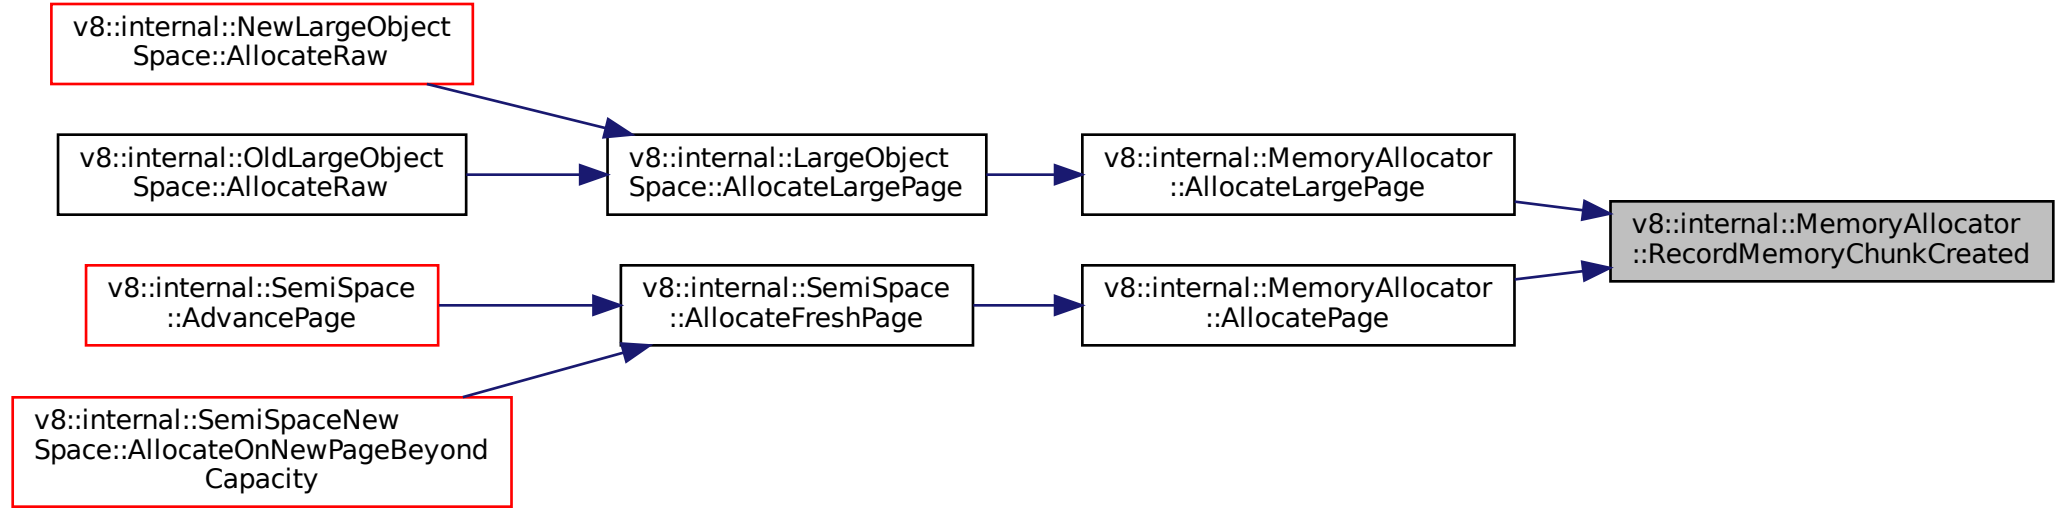 v8::internal::NewLargeObject
Space::AllocateRaw
v8::internal::OldLargeObject
Space::AllocateRaw
v8::internal::SemiSpace
::AdvancePage
v8::internal::SemiSpaceNew
Space::AllocateOnNewPageBeyond
Capacity
v8::internal::LargeObject
Space::AllocateLargePage
v8::internal::SemiSpace
::AllocateFreshPage
v8::internal::MemoryAllocator
::AllocateLargePage
v8::internal::MemoryAllocator
::AllocatePage
v8::internal::MemoryAllocator
::RecordMemoryChunkCreated